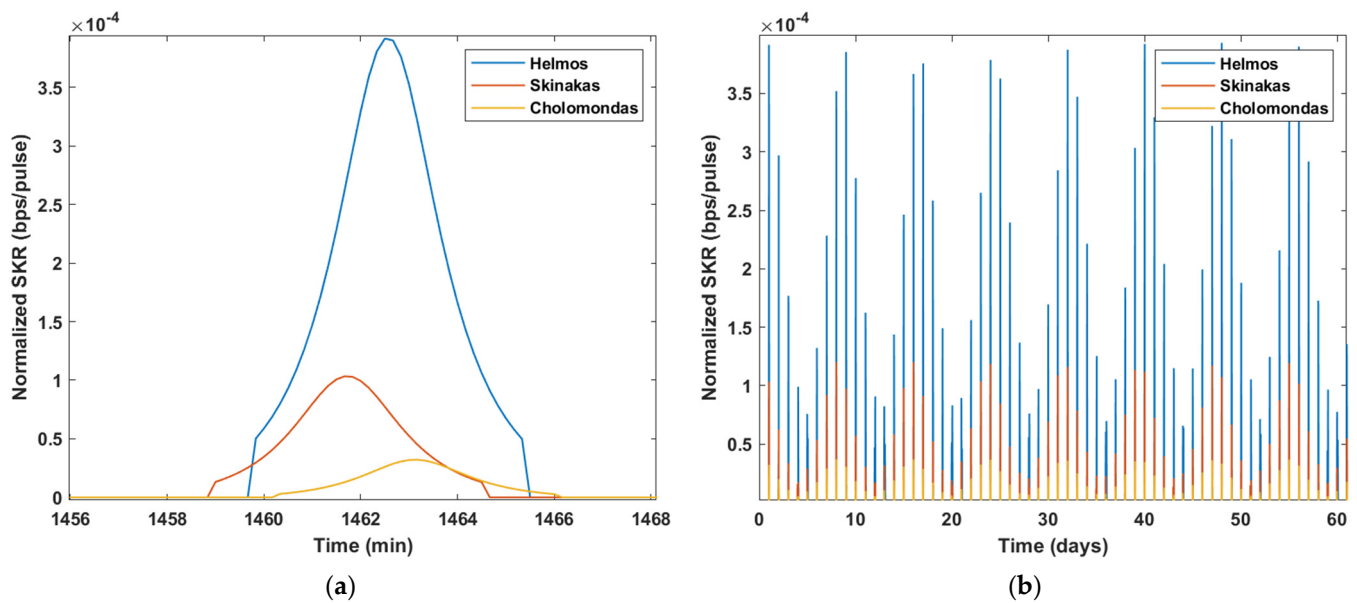 ×10-4
3.5
3
2.5
2
1.5
1
0.5
0
1456
1458
1460
1462
1464
1466
1468
Normalized SKR (bps/pulse)
Time (min)
Helmos
Skinakas
Cholomondas
(a)
×10-4
3.5
3
2.5
2
1.5
1
0.5
0
10
20
30
40
50
60
Normalized SKR (bps/pulse)
Time (days)
Helmos
Skinakas
Cholomondas
(b)